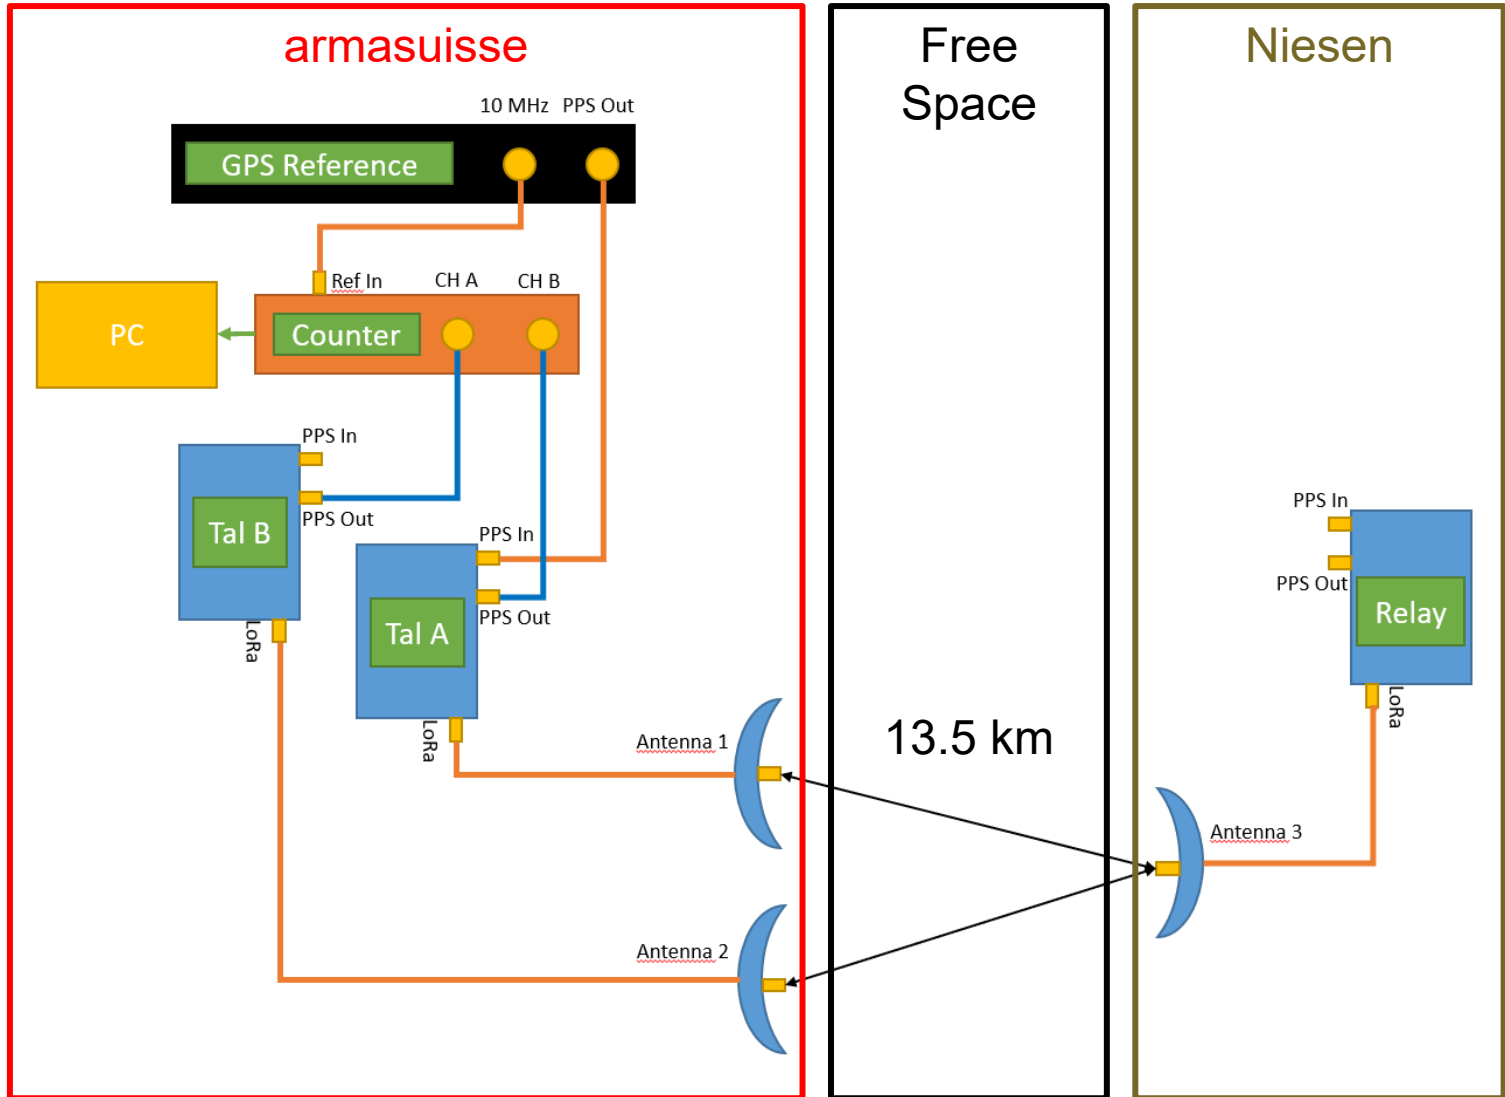 armasuisse
Free
Space
Niesen
10 MHz
PPS Out
GPS Reference
Ref In
CH A
CH B
PC
Counter
PPS In
PPS Out
Tal B
LoRa
PPS In
PPS Out
Tal A
LoRa
PPS In
PPS Out
Relay
LoRa
Antenna 1
13.5 km
Antenna 3
Antenna 2